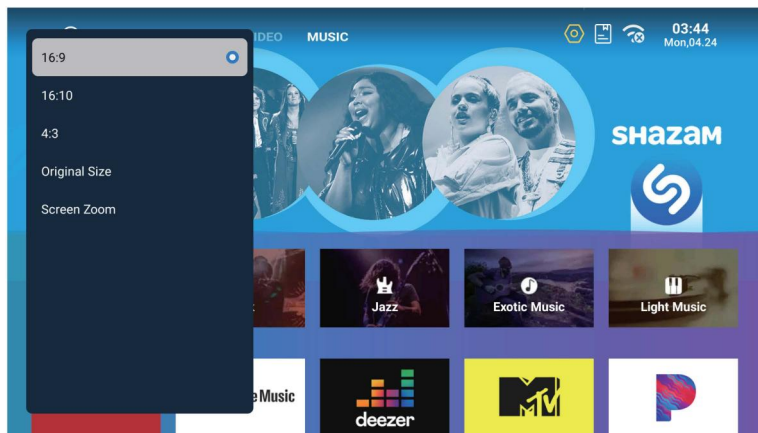 16:9
16:10
4:3
Original Size
Screen Zoom
MUSIC
03:44
Mon,04.24
SHAZAM
Jazz
Exotic Music
Light Music
Music
deezer
MTV